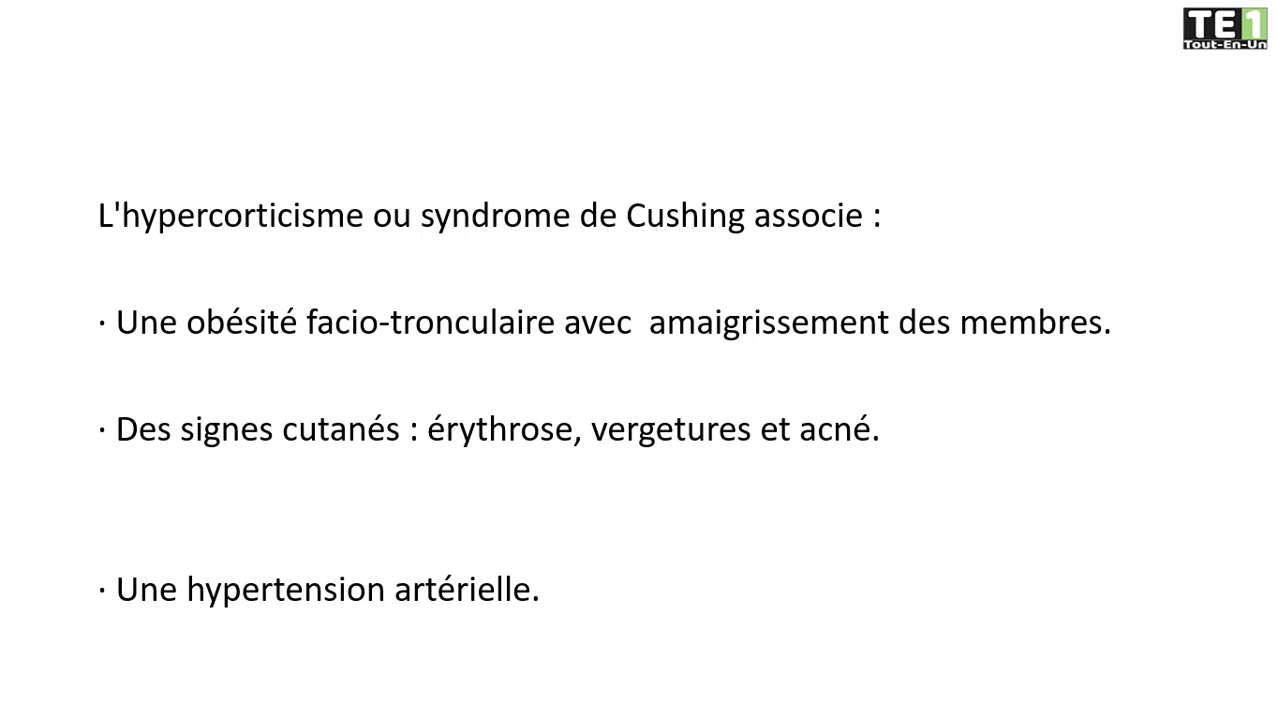 TE1
Tout-En-Un
L'hypercorticisme ou syndrome de Cushing associe :
· Une obésité facio-tronculaire avec  amaigrissement des membres.
· Des signes cutanés : érythrose, vergetures et acné.
· Une hypertension artérielle.